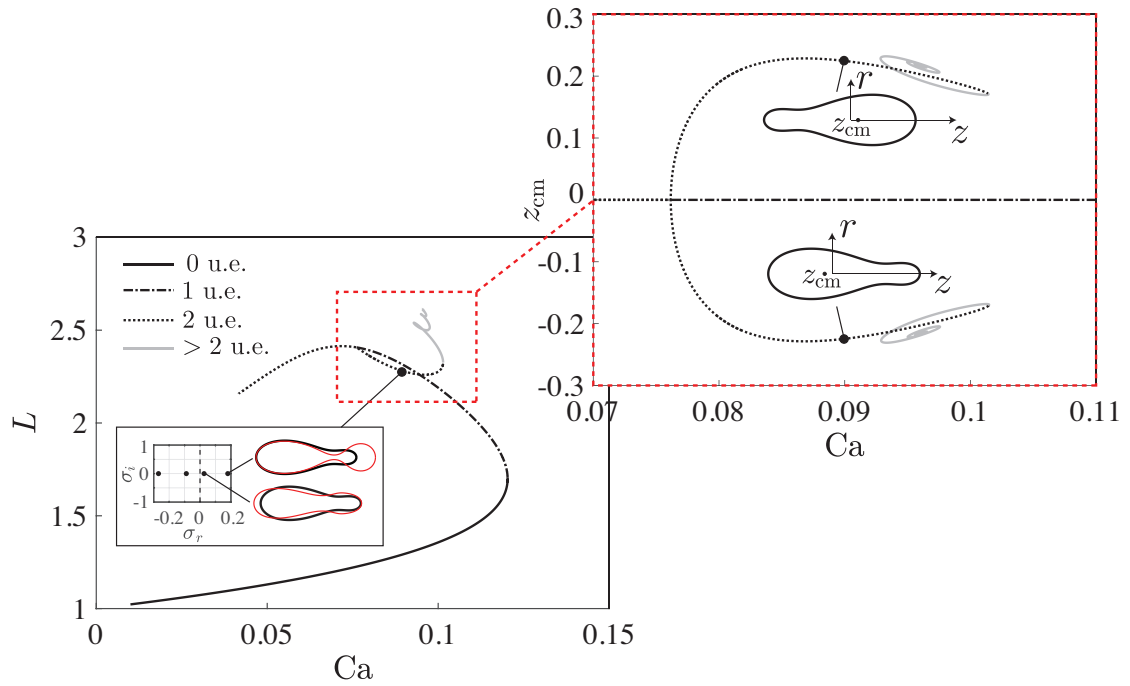 0.3
0.2
0.1
0
-0.1
-0.2
-0.3
z_cm
r
z_cm
z
r
z_cm
z
0.07
0.08
0.09
0.1
0.11
Ca
3
2.5
2
1.5
1
L
0 u.e.
1 u.e.
2 u.e.
> 2 u.e.
1
0
-1
σ_i
-0.2
0
0.2
σ_r
0
0.05
0.1
0.15
Ca